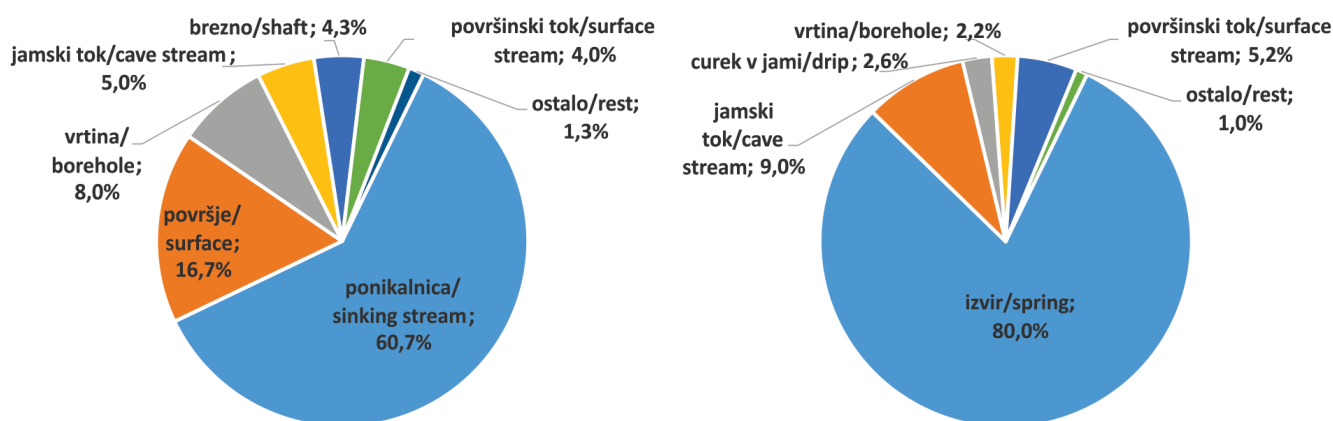 brezno/shaft; 4,3%
jamski tok/cave stream;
5,0%
vrtina/
borehole;
8,0%
površje/
surface;
16,7%
površinski tok/surface
stream; 4,0%
ostalo/rest;
1,3%
ponikalnica/
sinking stream;
60,7%
vrtina/borehole; 2,2%
curek v jami/drip; 2,6%
jamski
tok/cave
stream; 9,0%
površinski tok/surface
stream; 5,2%
ostalo/rest;
1,0%
izvir/spring;
80,0%